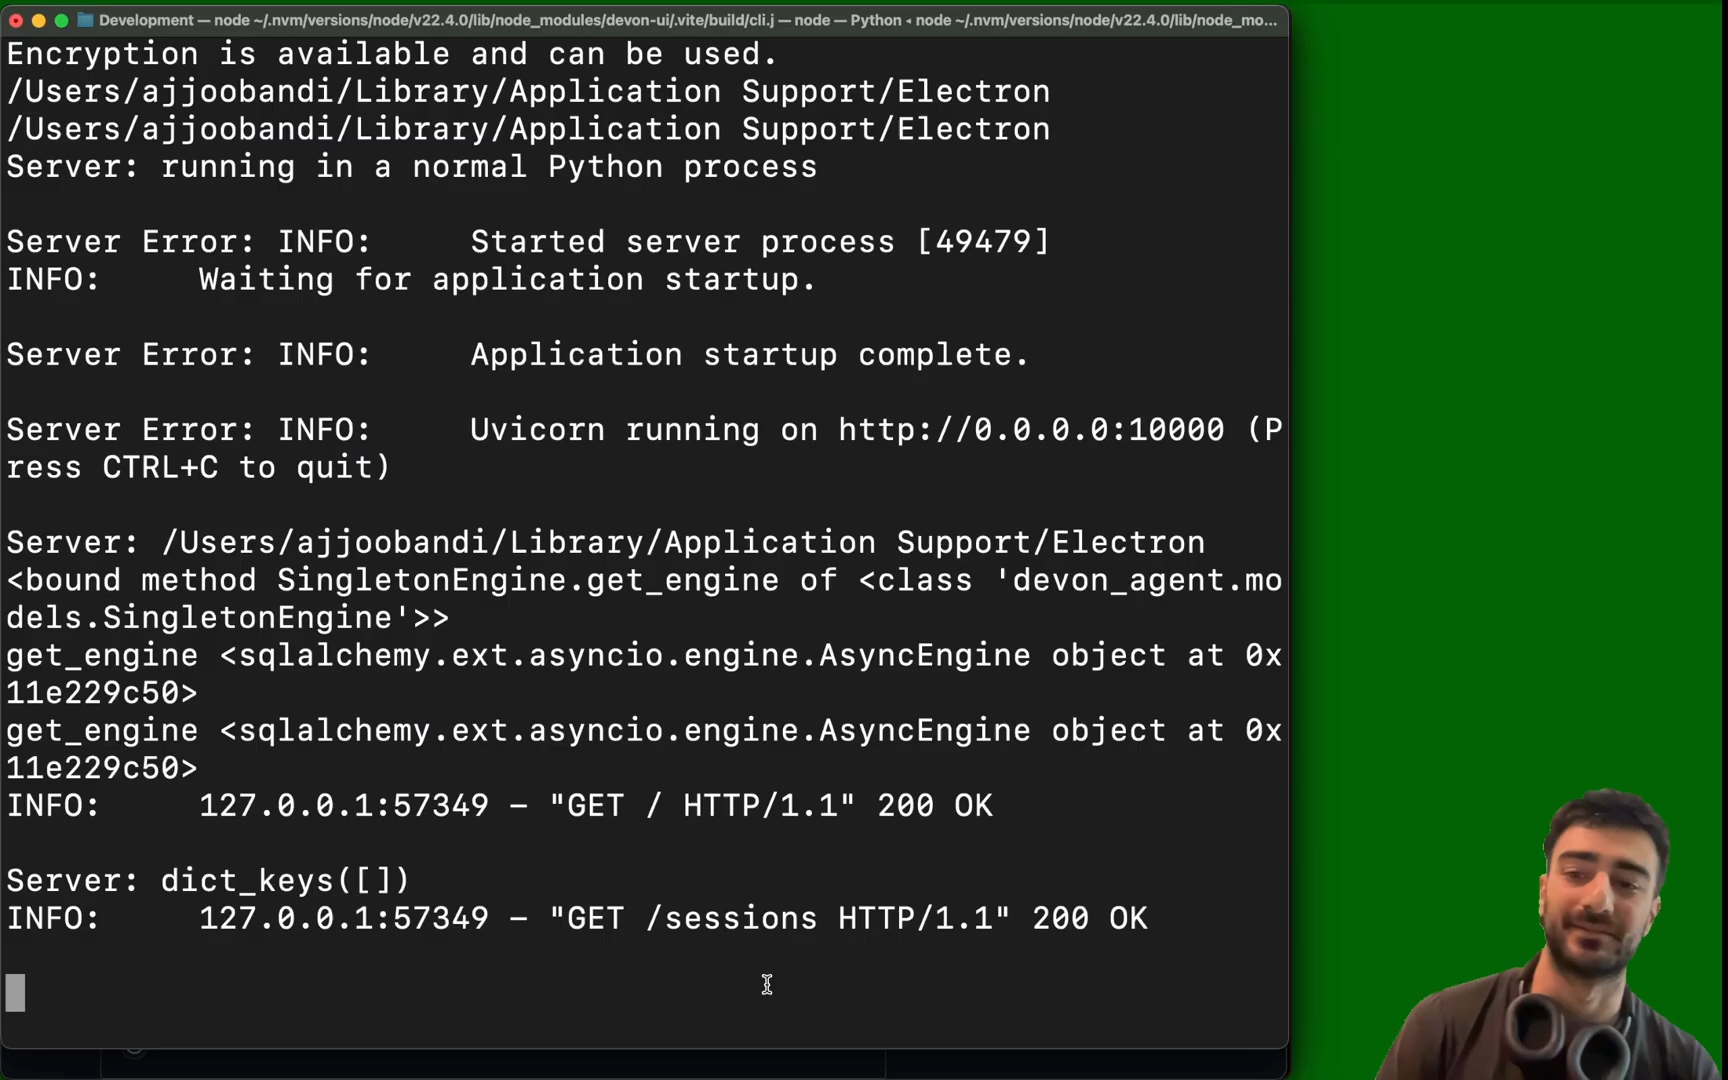 Development — node ~/.nvm/versions/node/v22.4.0/lib/node_modules/devon-ui/.vite/build/cli.j — node — Python ◂ node ~/.nvm/versions/node/v22.4.0/lib/node_mo...
Encryption is available and can be used.
/Users/ajjoobandi/Library/Application Support/Electron
/Users/ajjoobandi/Library/Application Support/Electron
Server: running in a normal Python process
Server Error: INFO:     Started server process [49479]
INFO:     Waiting for application startup.
Server Error: INFO:     Application startup complete.
Server Error: INFO:     Uvicorn running on http://0.0.0.0:10000 (P
ress CTRL+C to quit)
Server: /Users/ajjoobandi/Library/Application Support/Electron
<bound method SingletonEngine.get_engine of <class 'devon_agent.mo
dels.SingletonEngine'>>
get_engine <sqlalchemy.ext.asyncio.engine.AsyncEngine object at 0x
11e229c50>
get_engine <sqlalchemy.ext.asyncio.engine.AsyncEngine object at 0x
11e229c50>
INFO:     127.0.0.1:57349 – "GET / HTTP/1.1" 200 OK
Server: dict_keys([])
INFO:     127.0.0.1:57349 – "GET /sessions HTTP/1.1" 200 OK